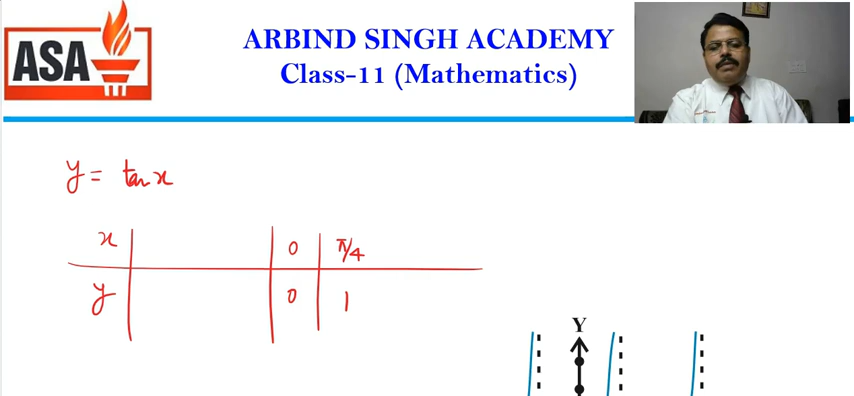 ASA
ARBIND SINGH ACADEMY
Class-11 (Mathematics)
y = tan x
x 0 π/4
y 0 1
Y